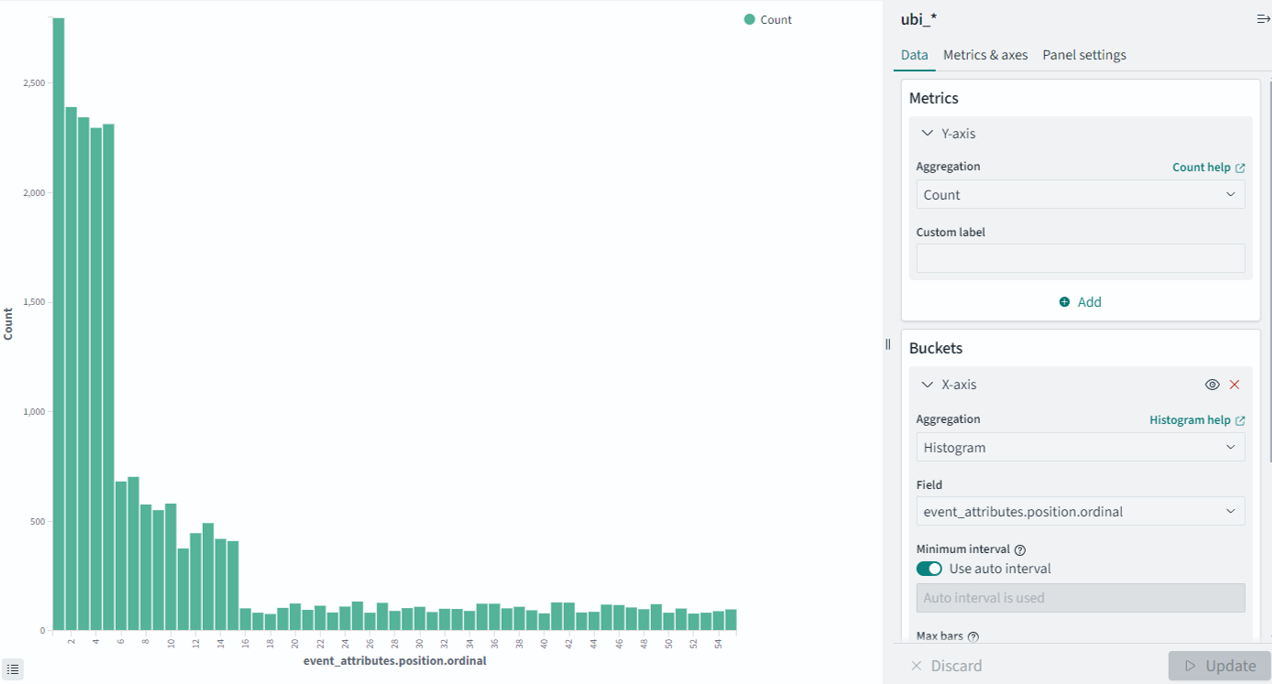 Count
2,500
2,000
1,500
1,000
500
0
Count
2 4 6 8 10 12 14 16 18 20 22 24 26 28 30 32 34 36 38 40 42 44 46 48 50 52 54
event_attributes.position.ordinal
ubi_*
Data Metrics & axes Panel settings
Metrics
Y-axis
Aggregation Count help
Count
Custom label
Add
Buckets
X-axis
Aggregation Histogram help
Histogram
Field
event_attributes.position.ordinal
Minimum interval
Use auto interval
Auto interval is used
Max bars
Discard Update